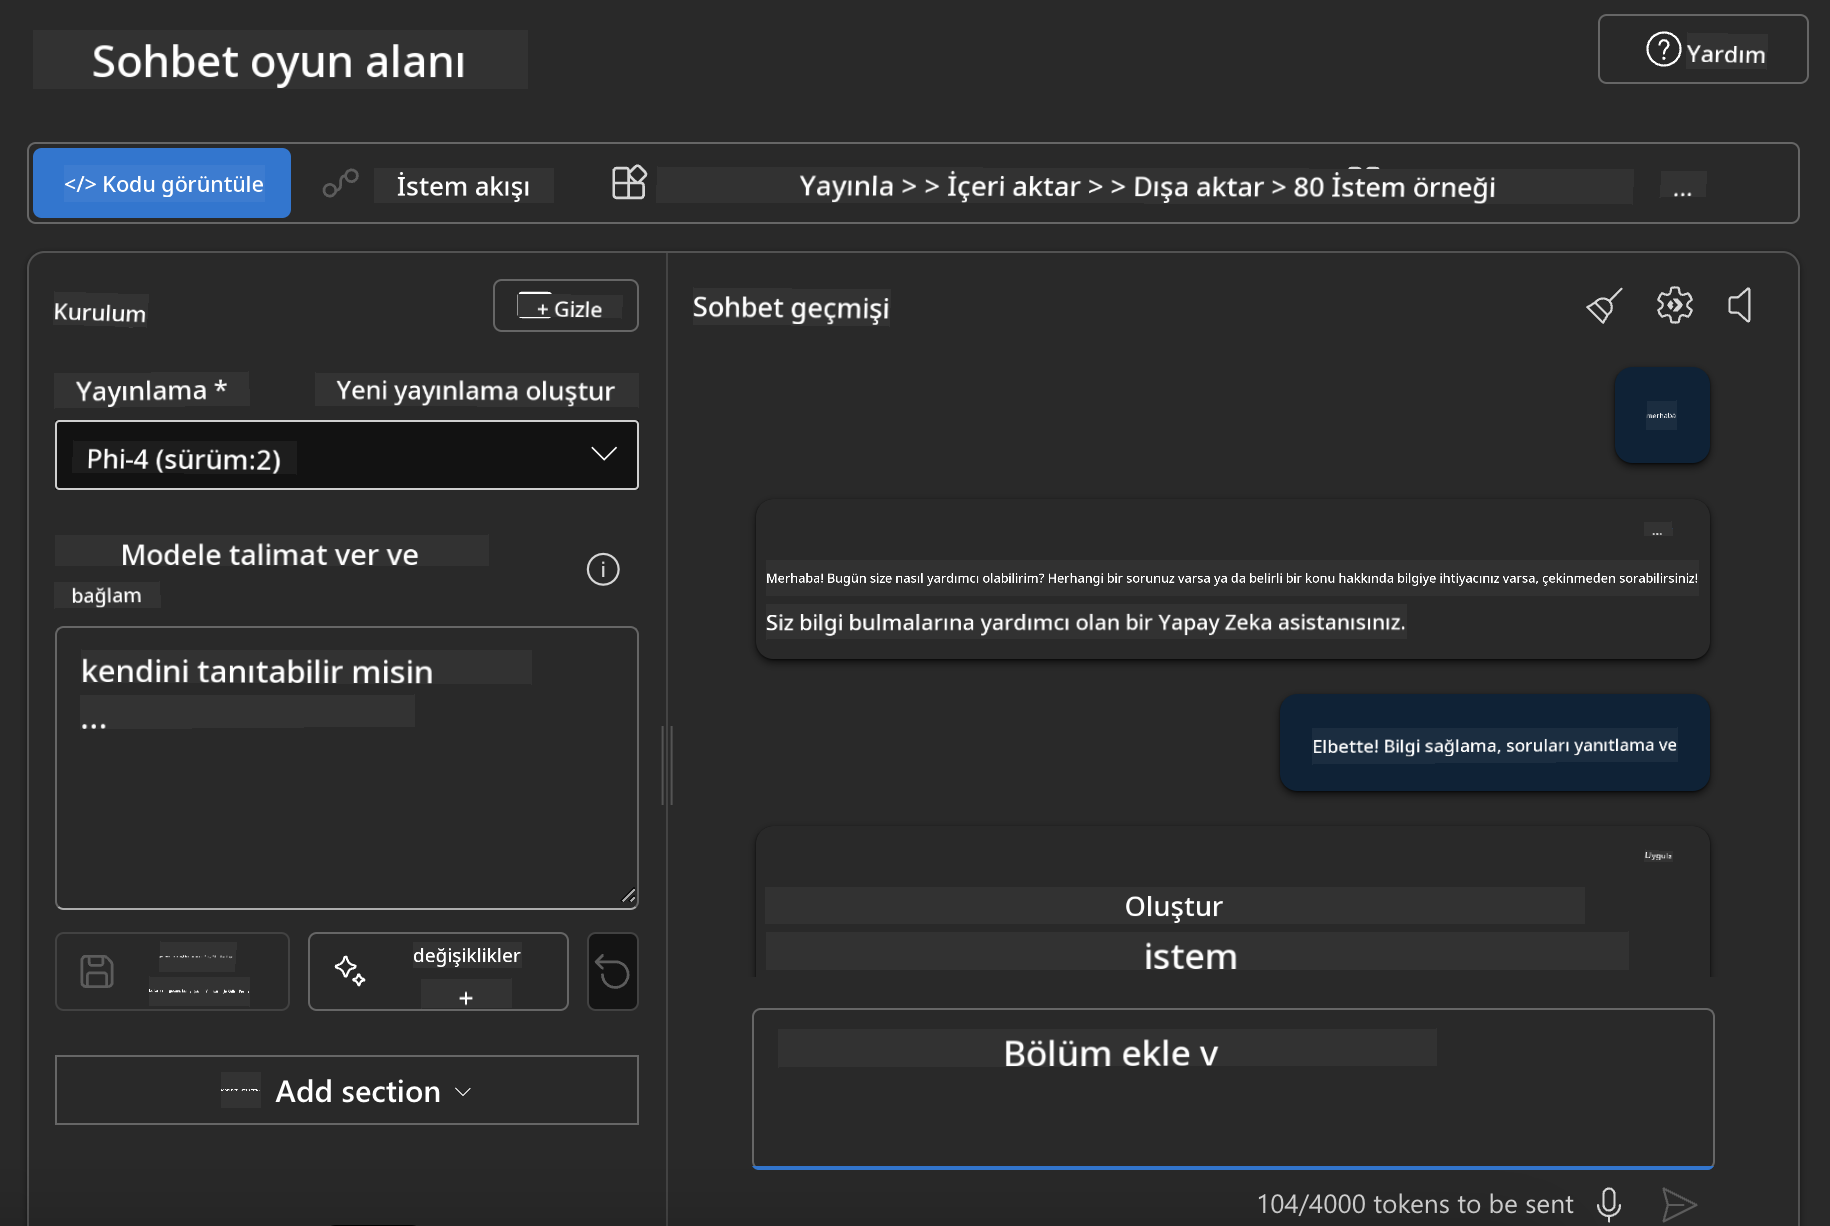 Sohbet oyun alanı
Yardım
</> Kodu görüntüle
İstem akışı
Yayınla > > İçeri aktar > > Dışa aktar > 80 İstem örneği
...
Kurulum
+ Gizle
Yayınlama *
Yeni yayınlama oluştur
Phi-4 (sürüm:2)
Modele talimat ver ve
bağlam
kendini tanıtabilir misin
...
değişiklikler
+
Add section
Sohbet geçmişi
merhaba
...
Merhaba! Bugün size nasıl yardımcı olabilirim? Herhangi bir sorunuz varsa ya da belirli bir konu hakkında bilgiye ihtiyacınız varsa, çekinmeden sorabilirsiniz!
Siz bilgi bulmalarına yardımcı olan bir Yapay Zeka asistanısınız.
Elbette! Bilgi sağlama, soruları yanıtlama ve
Uygula
Oluştur
istem
Bölüm ekle v
104/4000 tokens to be sent